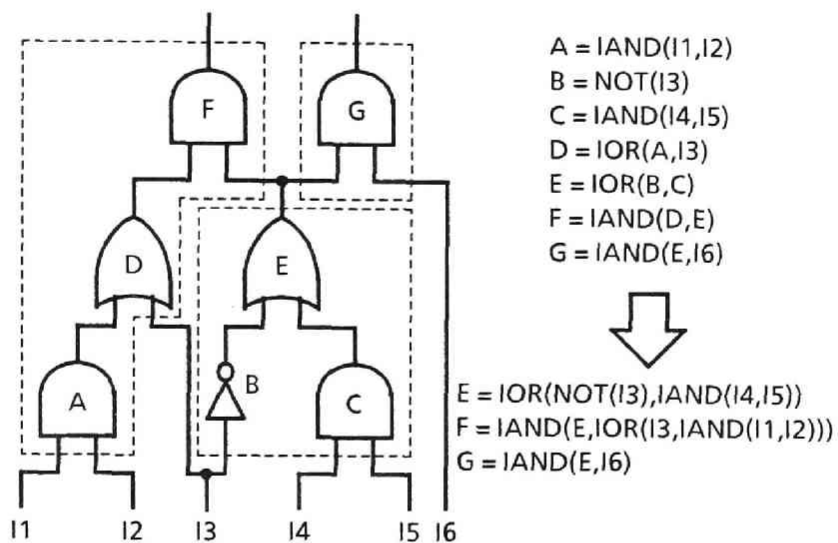 F
G
D
E
A
B
C
I1
I2
I3
I4
I5
I6
A = IAND(I1,I2)
B = NOT(I3)
C = IAND(I4,I5)
D = IOR(A,I3)
E = IOR(B,C)
F = IAND(D,E)
G = IAND(E,I6)
E = IOR(NOT(I3),IAND(I4,I5))
F = IAND(E,IOR(I3,IAND(I1,I2)))
G = IAND(E,I6)